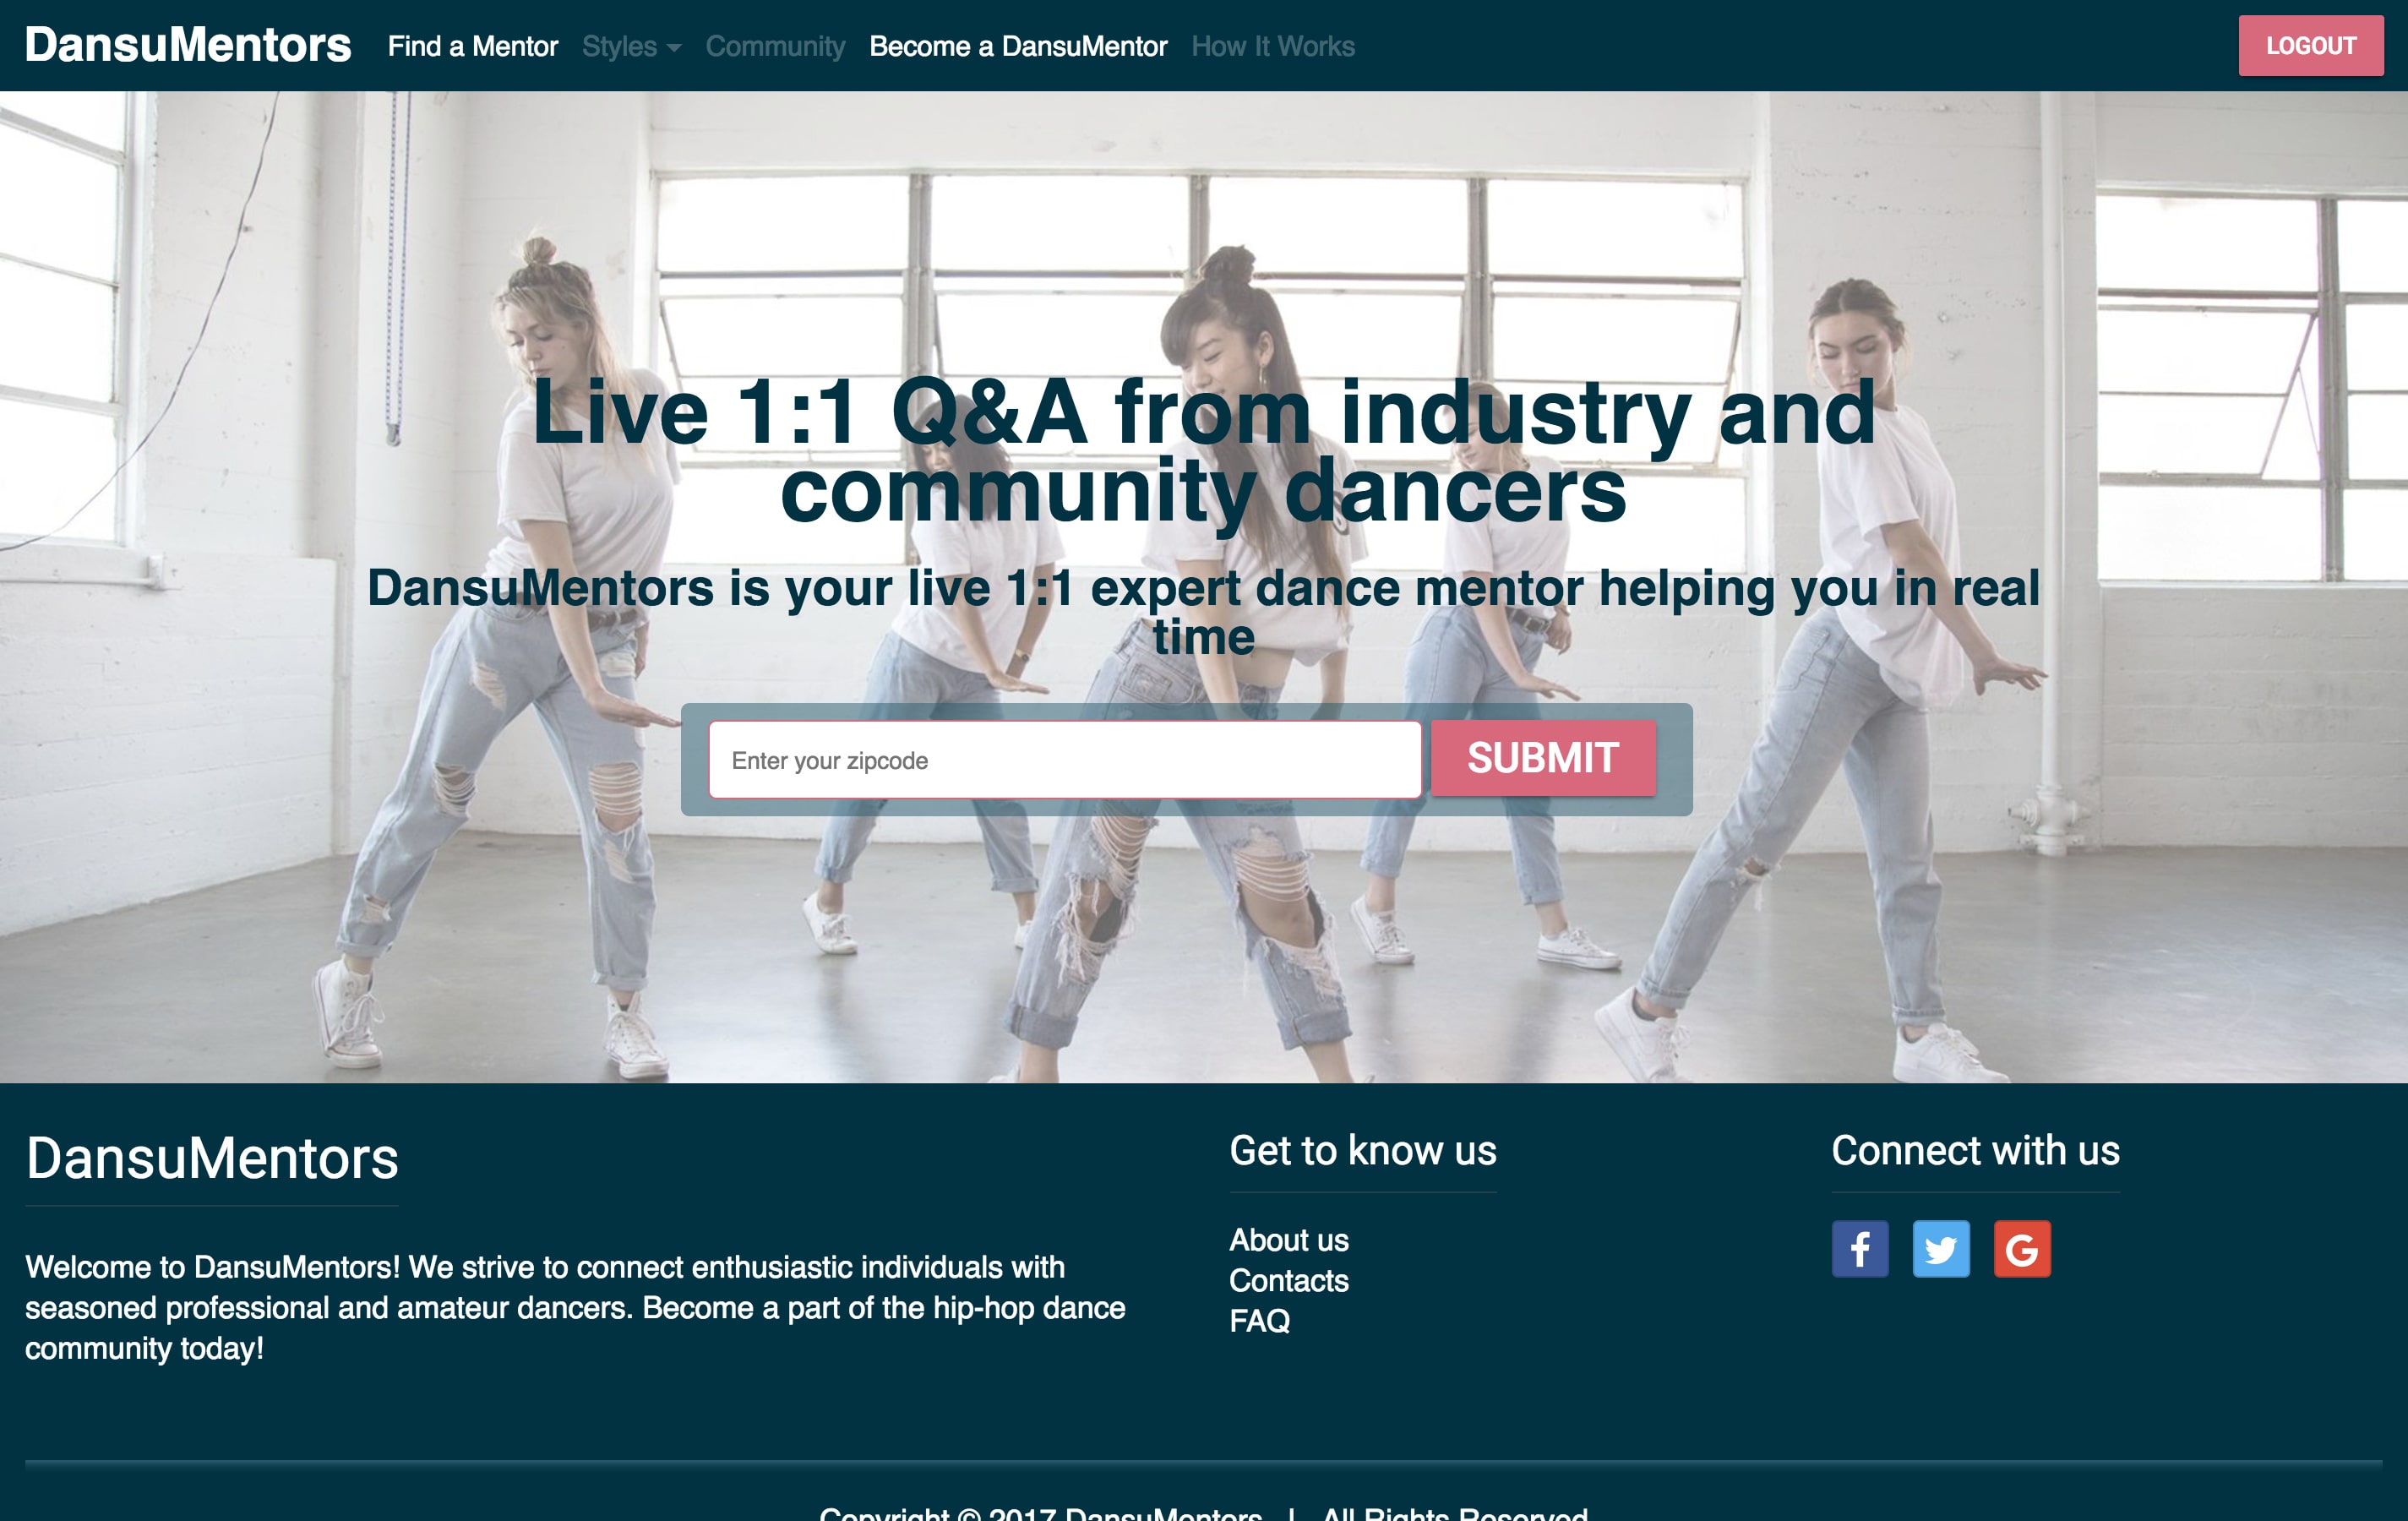 DansuMentors Find a Mentor Styles Community Become a DansuMentor How It Works LOGOUT
Live 1:1 Q&A from industry and
community dancers
DansuMentors is your live 1:1 expert dance mentor helping you in real
time
Enter your zipcode SUBMIT
DansuMentors
Welcome to DansuMentors! We strive to connect enthusiastic individuals with
seasoned professional and amateur dancers. Become a part of the hip-hop dance
community today!
Get to know us
About us
Contacts
FAQ
Connect with us
Copyright © 2017 DansuMentors | All Rights Reserved